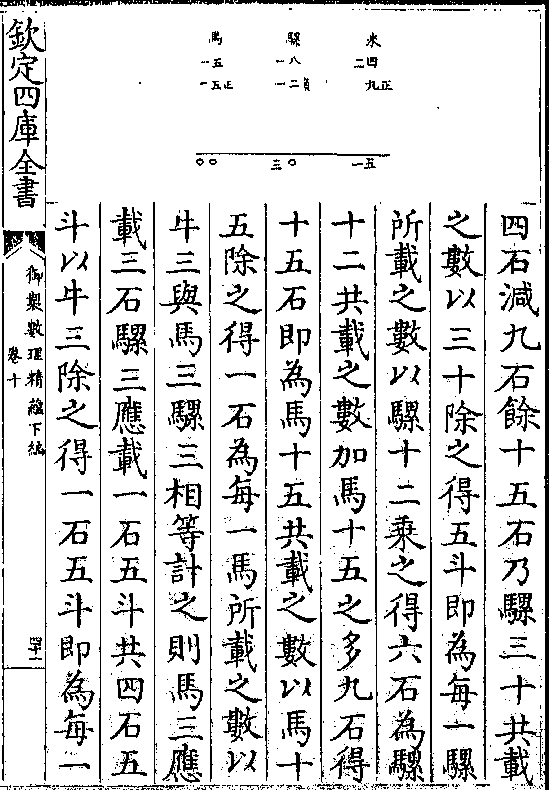 馬 騾 米
一五 一八 二四
一五正 一二負 九正
〇〇 三〇 一五
四石減九石餘十五石乃騾三十共載
之數以三十除之得五斗即為每一騾
所載之數以騾十二乘之得六石為騾
十二共載之數加馬十五之多九石得
十五石即為馬十五共載之數以馬十
五除之得一石為每一馬所載之數以
牛三與馬三騾三相等計之則馬三應
載三石騾三應載一石五斗共四石五
斗以牛三除之得一石五斗即為每一
欽定四庫全書
御製數理精藴下編
卷十
四十一